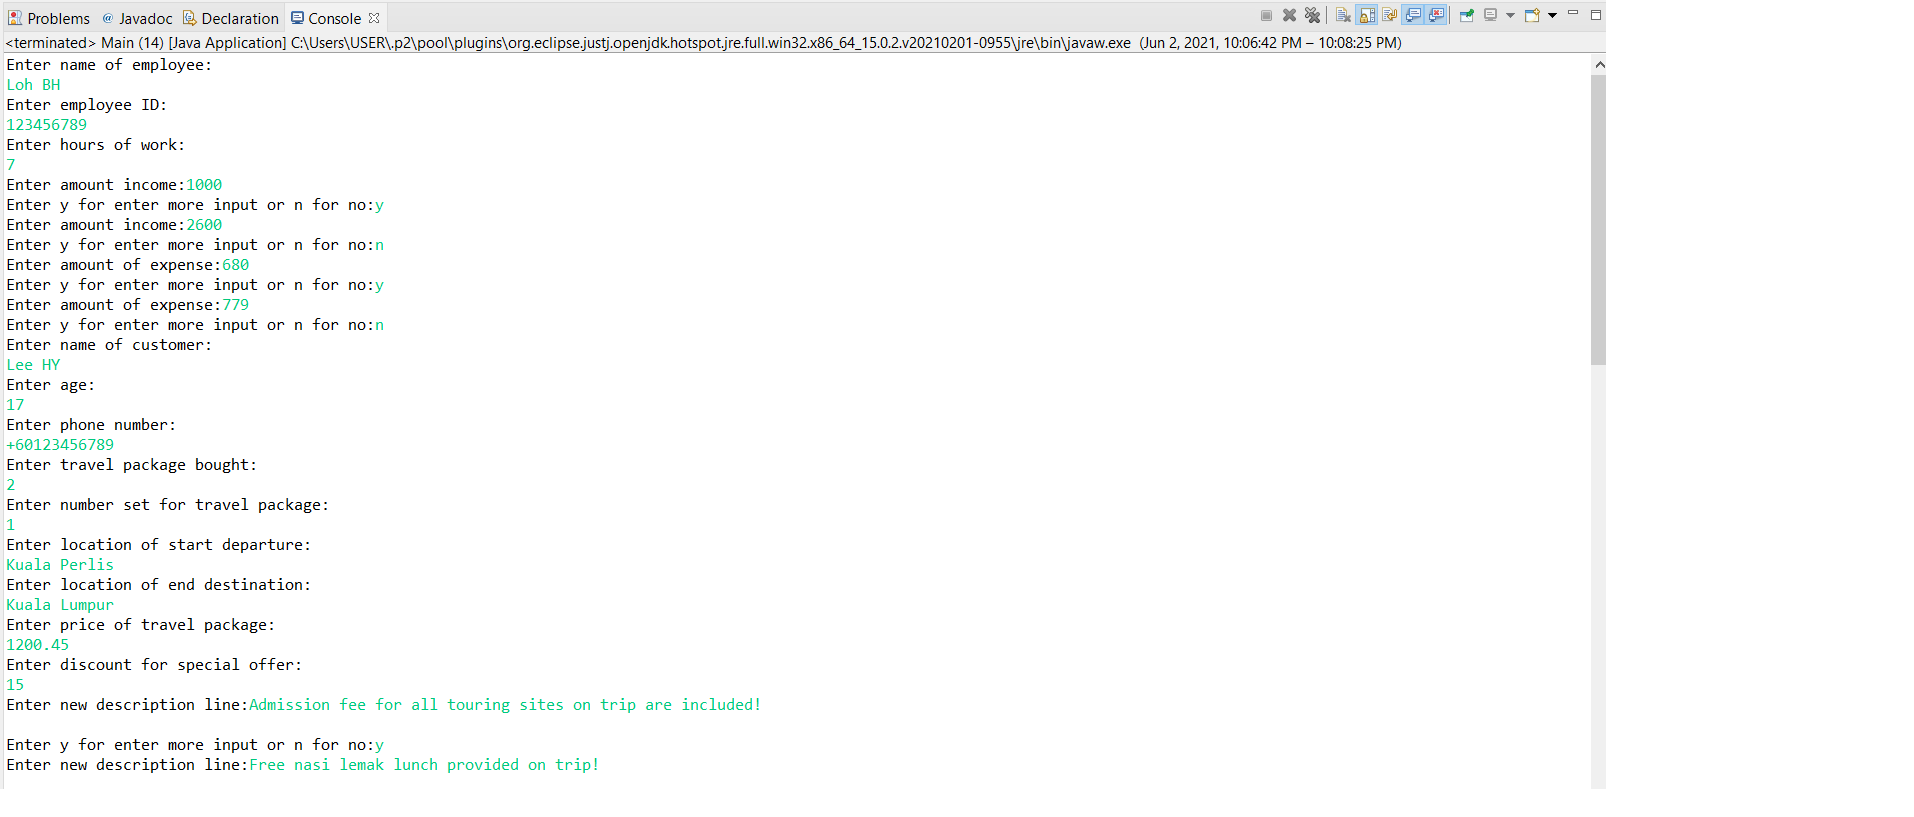 Problems @ Javadoc Declaration Console
<terminated> Main (14) [Java Application] C:\Users\USER\.p2\pool\plugins\org.eclipse.justj.openjdk.hotspot.jre.full.win32.x86_64_15.0.2.v20210201-0955\jre\bin\javaw.exe (Jun 2, 2021, 10:06:42 PM – 10:08:25 PM)
Enter name of employee:
Loh BH
Enter employee ID:
123456789
Enter hours of work:
7
Enter amount income:1000
Enter y for enter more input or n for no:y
Enter amount income:2600
Enter y for enter more input or n for no:n
Enter amount of expense:680
Enter y for enter more input or n for no:y
Enter amount of expense:779
Enter y for enter more input or n for no:n
Enter name of customer:
Lee HY
Enter age:
17
Enter phone number:
+60123456789
Enter travel package bought:
2
Enter number set for travel package:
1
Enter location of start departure:
Kuala Perlis
Enter location of end destination:
Kuala Lumpur
Enter price of travel package:
1200.45
Enter discount for special offer:
15
Enter new description line:Admission fee for all touring sites on trip are included!
Enter y for enter more input or n for no:y
Enter new description line:Free nasi lemak lunch provided on trip!